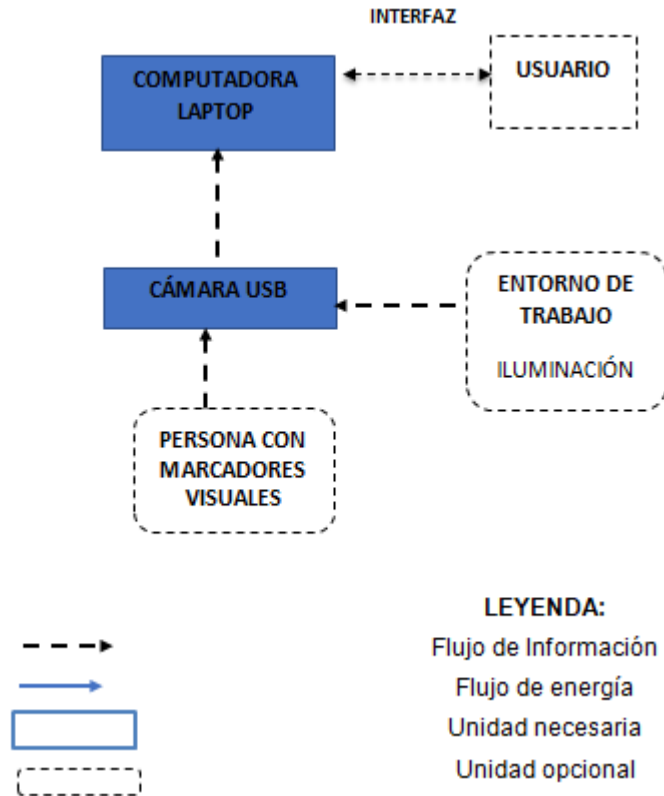 INTERFAZ
COMPUTADORA
LAPTOP
USUARIO
CÁMARA USB
ENTORNO DE
TRABAJO
ILUMINACIÓN
PERSONA CON
MARCADORES
VISUALES
LEYENDA:
Flujo de Información
Flujo de energía
Unidad necesaria
Unidad opcional